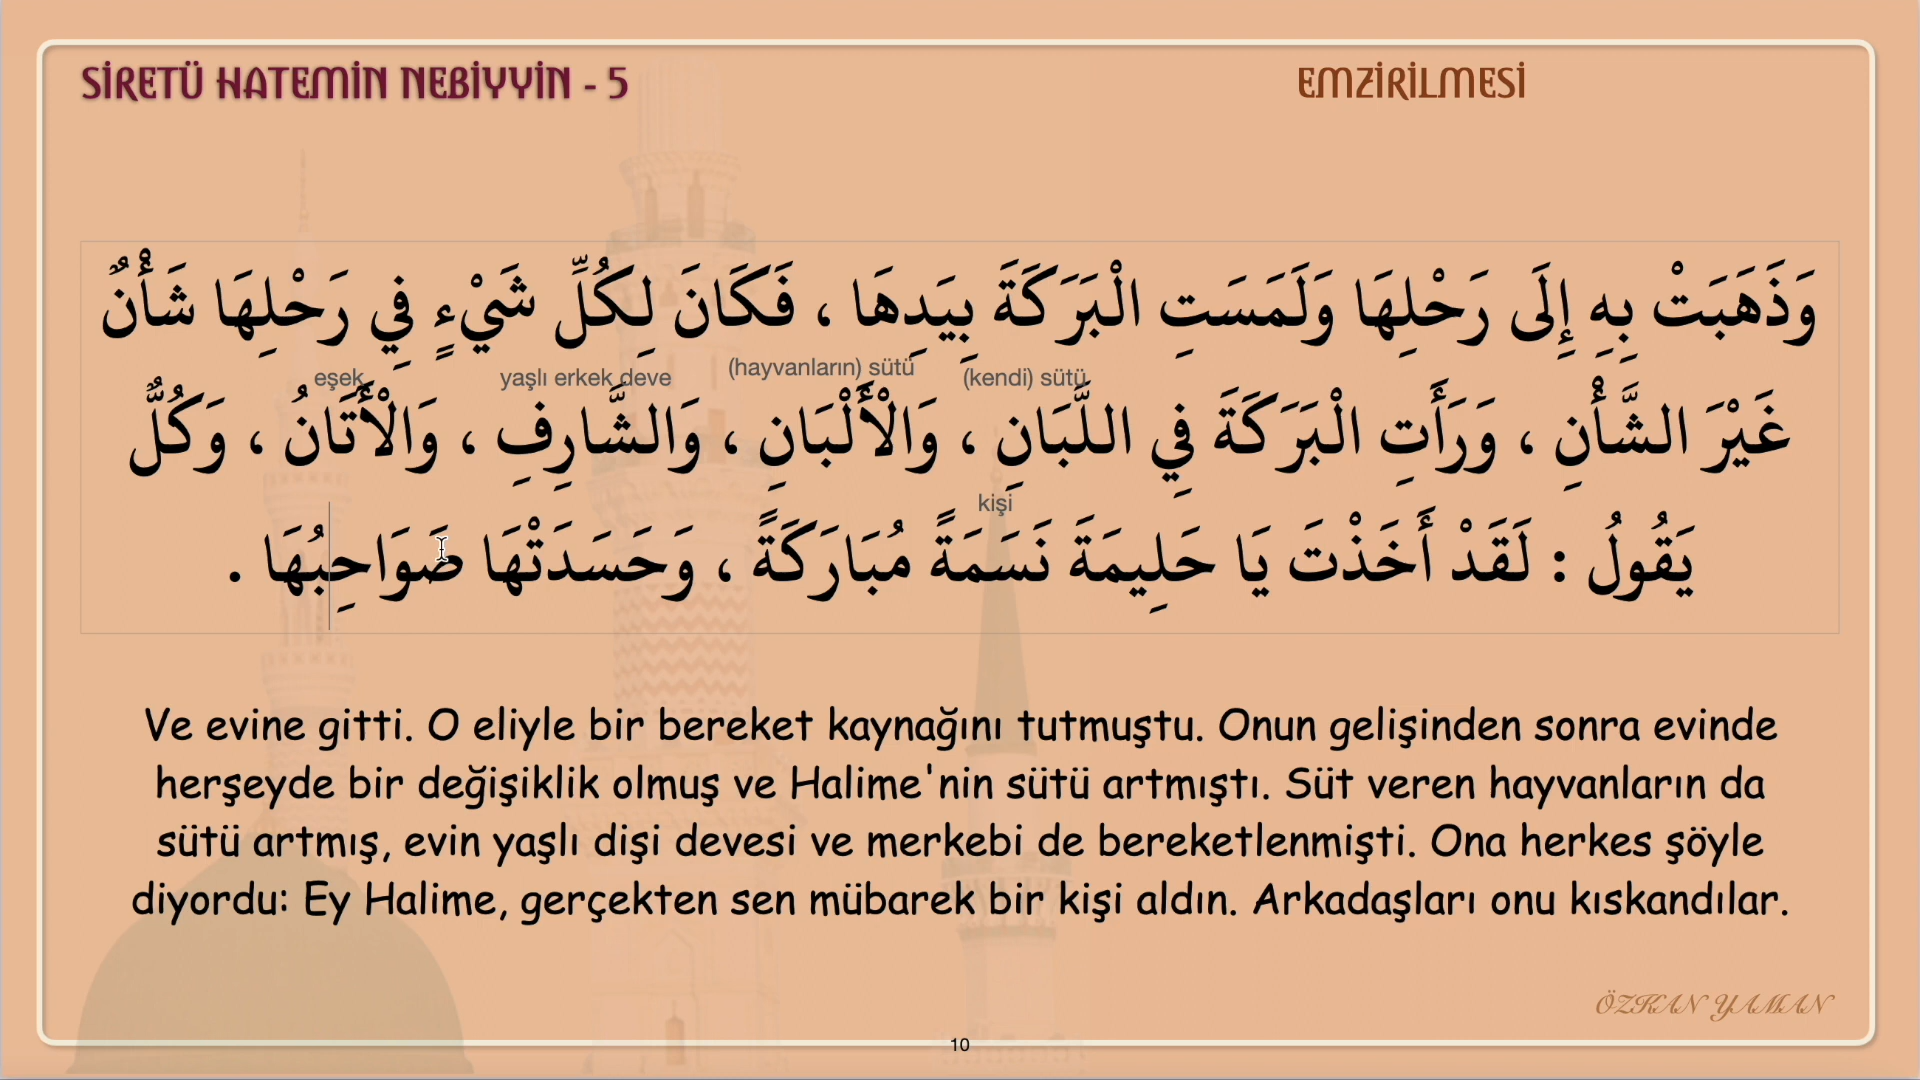 SİRETÜ HATEMİN NEBİYYİN - 5
EMZİRİLMESİ
وَذَهَبَتْ بِهِ إِلَى رَحْلِهَا وَلَمَسَتِ الْبَرَكَةَ بِيَدِهَا ، فَكَانَ لِكُلِّ شَيْءٍ فِي رَحْلِهَا شَأْنٌ
(hayvanların) sütü
eşek yaşlı erkek deve (kendi) sütü
غَيْرَ الشَّأْنِ ، وَرَأَتِ الْبَرَكَةَ فِي اللَّبَانِ ، وَالْأَلْبَانِ ، وَالشَّارِفِ ، وَالْأَتَانُ ، وَكُلٌّ
kişi
يَقُولُ : لَقَدْ أَخَذْتَ يَا حَلِيمَةَ نَسَمَةً مُبَارَكَةً ، وَحَسَدَتْهَا صَوَاحِبُهَا .
Ve evine gitti. O eliyle bir bereket kaynağını tutmuştu. Onun gelişinden sonra evinde
herşeyde bir değişiklik olmuş ve Halime'nin sütü artmıştı. Süt veren hayvanların da
sütü artmış, evin yaşlı dişi devesi ve merkebi de bereketlenmişti. Ona herkes şöyle
diyordu: Ey Halime, gerçekten sen mübarek bir kişi aldın. Arkadaşları onu kıskandılar.
ÖZKAN YAMAN
10